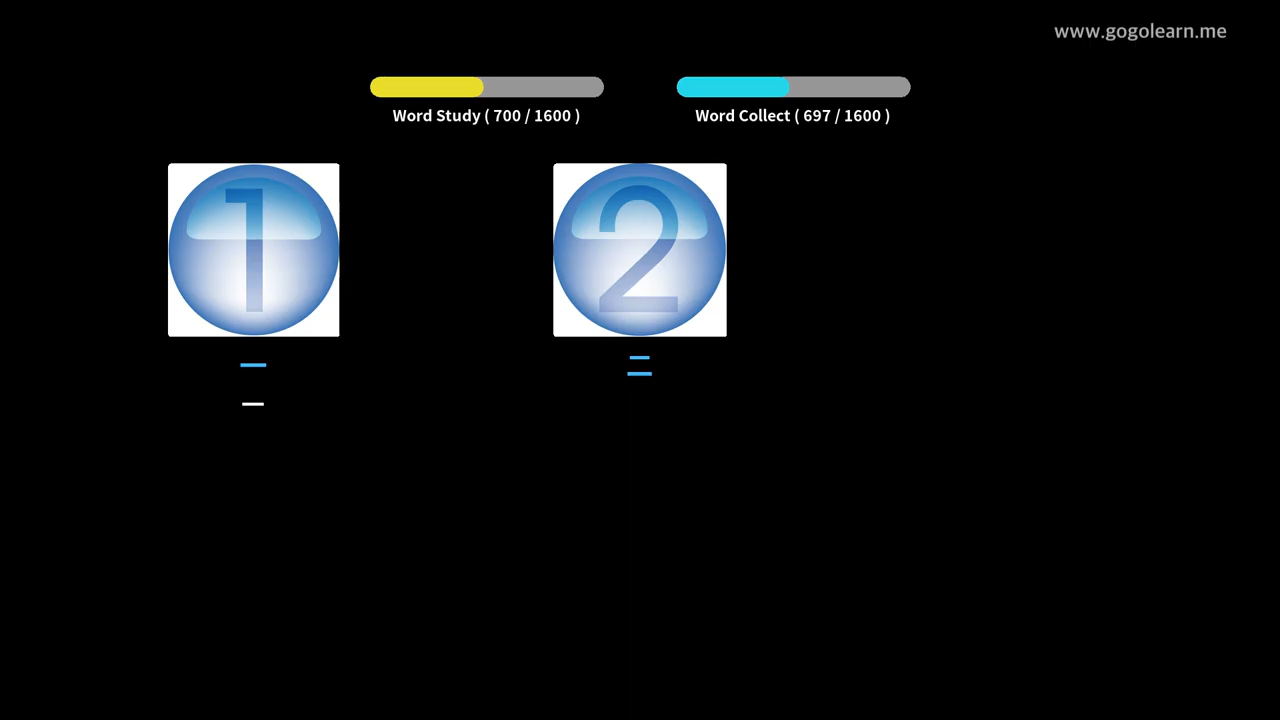 www.gogolearn.me
Word Study ( 700 / 1600 )
Word Collect ( 697 / 1600 )
1
2
一
二
一